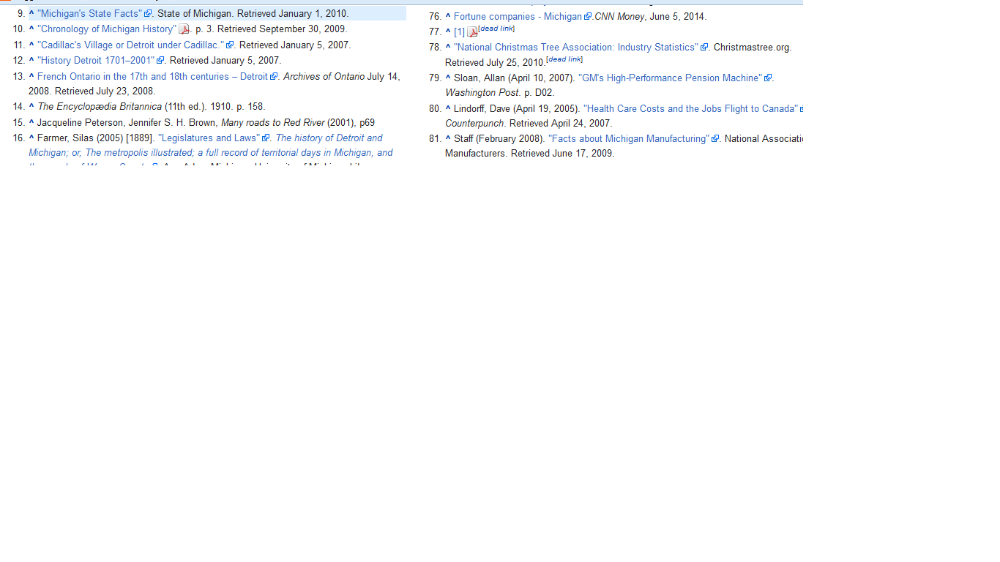 9. ^ "Michigan's State Facts". State of Michigan. Retrieved January 1, 2010.
10. ^ "Chronology of Michigan History". p. 3. Retrieved September 30, 2009.
11. ^ "Cadillac's Village or Detroit under Cadillac.". Retrieved January 5, 2007.
12. ^ "History Detroit 1701–2001". Retrieved January 5, 2007.
13. ^ French Ontario in the 17th and 18th centuries – Detroit. Archives of Ontario July 14,
2008. Retrieved July 23, 2008.
14. ^ The Encyclopædia Britannica (11th ed.). 1910. p. 158.
15. ^ Jacqueline Peterson, Jennifer S. H. Brown, Many roads to Red River (2001), p69
16. ^ Farmer, Silas (2005) [1889]. "Legislatures and Laws". The history of Detroit and
Michigan; or, The metropolis illustrated; a full record of territorial days in Michigan, and
76. ^ Fortune companies - Michigan.CNN Money, June 5, 2014.
77. ^ [1] [dead link]
78. ^ "National Christmas Tree Association: Industry Statistics". Christmastree.org.
Retrieved July 25, 2010.[dead link]
79. ^ Sloan, Allan (April 10, 2007). "GM's High-Performance Pension Machine".
Washington Post. p. D02.
80. ^ Lindorff, Dave (April 19, 2005). "Health Care Costs and the Jobs Flight to Canada"
Counterpunch. Retrieved April 24, 2007.
81. ^ Staff (February 2008). "Facts about Michigan Manufacturing". National Associati
Manufacturers. Retrieved June 17, 2009.